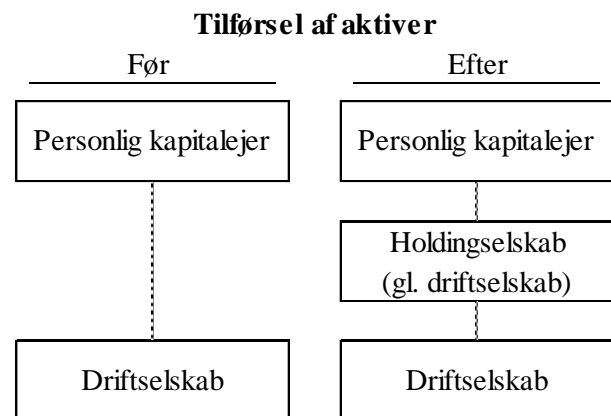 Tilførsel af aktiver
Før
Efter
Personlig kapitalejer
Personlig kapitalejer
Holdingselskab
(gl. driftselskab)
Driftselskab
Driftselskab